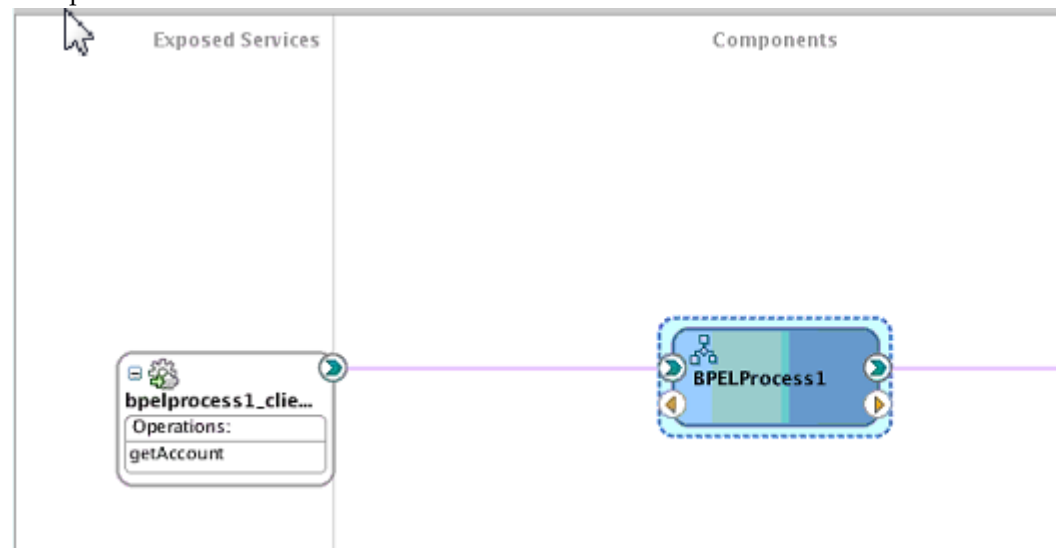 Exposed Services
Components
BPELProcess1
bpelprocess1_clie...
Operations:
getAccount